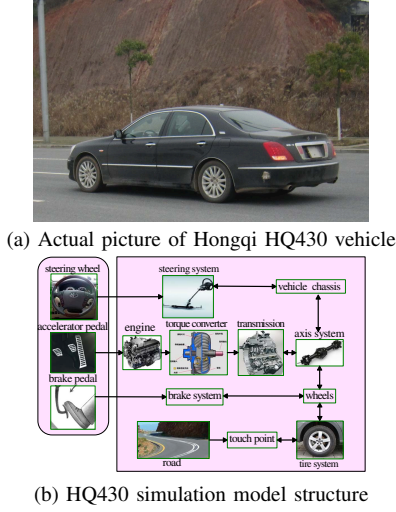 (a) Actual picture of Hongqi HQ430 vehicle
steering wheel
steering system
vehicle chassis
accelerator pedal
engine
torque converter
transmission
axis system
brake pedal
brake system
wheels
touch point
road
tire system
(b) HQ430 simulation model structure